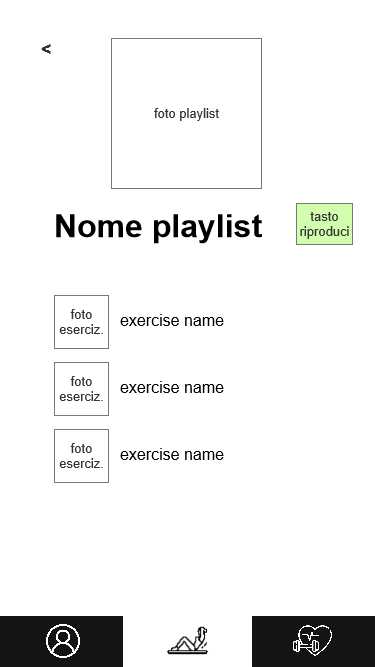 <
foto playlist
Nome playlist
tasto
riproduci
foto
eserciz.
exercise name
foto
eserciz.
exercise name
foto
eserciz.
exercise name